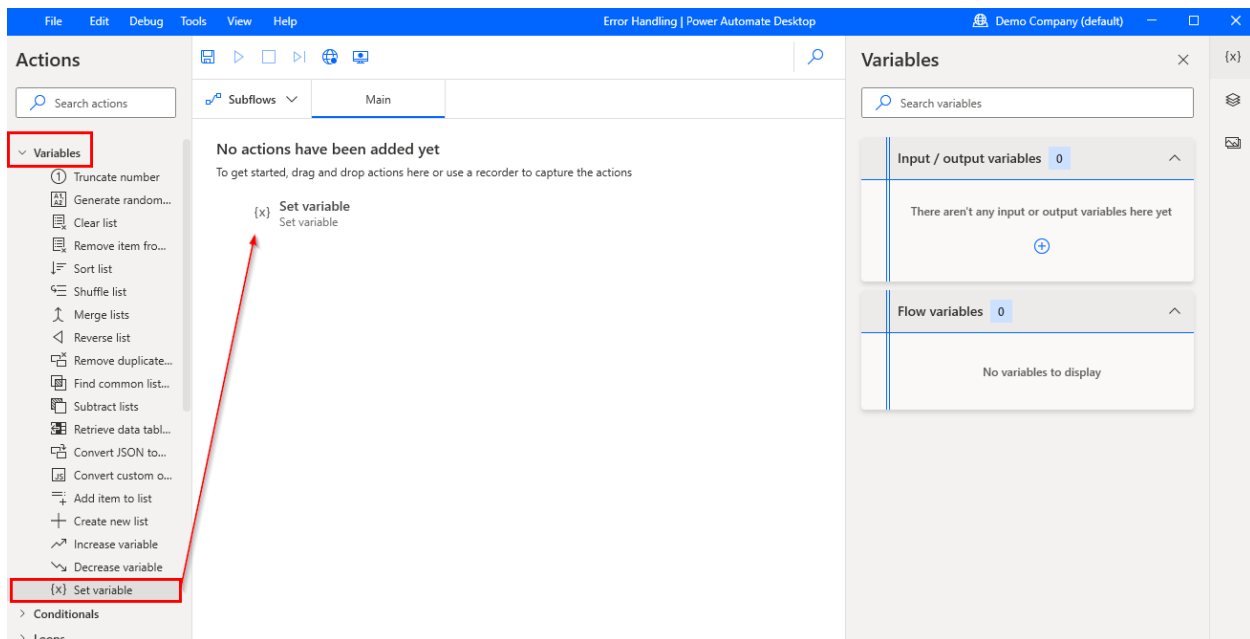 File Edit Debug Tools View Help
Error Handling | Power Automate Desktop
Demo Company (default)
Actions
Search actions
Variables
Truncate number
Generate random...
Clear list
Remove item fro...
Sort list
Shuffle list
Merge lists
Reverse list
Remove duplicate...
Find common list...
Subtract lists
Retrieve data tabl...
Convert JSON to...
Convert custom o...
Add item to list
Create new list
Increase variable
Decrease variable
{x} Set variable
Conditionals
Loops
Subflows
Main
No actions have been added yet
To get started, drag and drop actions here or use a recorder to capture the actions
{x} Set variable
Set variable
Variables
{x}
Search variables
Input / output variables 0
There aren't any input or output variables here yet
Flow variables 0
No variables to display